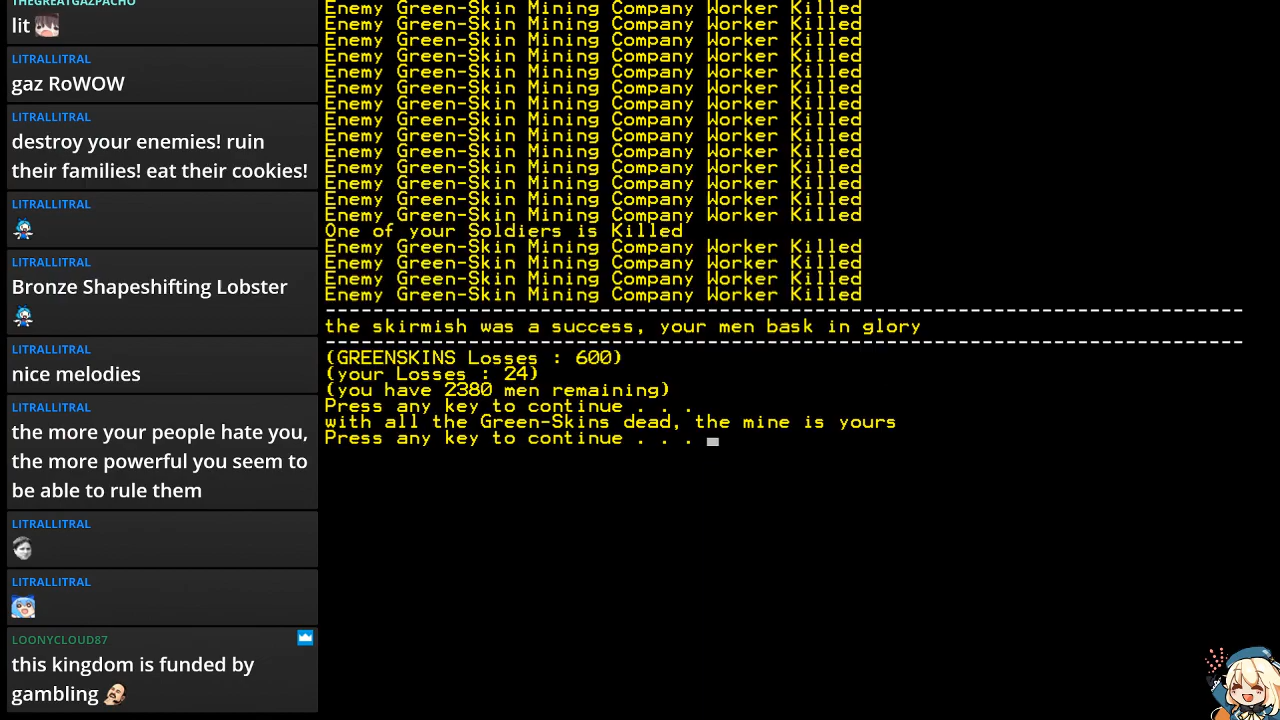 THEGREATGAZPACHO
lit
LITRALLITRAL
gaz RoWOW
LITRALLITRAL
destroy your enemies! ruin
their families! eat their cookies!
LITRALLITRAL
LITRALLITRAL
Bronze Shapeshifting Lobster
LITRALLITRAL
nice melodies
LITRALLITRAL
the more your people hate you,
the more powerful you seem to
be able to rule them
LITRALLITRAL
LITRALLITRAL
LOONYCLOUD87
this kingdom is funded by
gambling
Enemy Green-Skin Mining Company Worker Killed
Enemy Green-Skin Mining Company Worker Killed
Enemy Green-Skin Mining Company Worker Killed
Enemy Green-Skin Mining Company Worker Killed
Enemy Green-Skin Mining Company Worker Killed
Enemy Green-Skin Mining Company Worker Killed
Enemy Green-Skin Mining Company Worker Killed
Enemy Green-Skin Mining Company Worker Killed
Enemy Green-Skin Mining Company Worker Killed
Enemy Green-Skin Mining Company Worker Killed
Enemy Green-Skin Mining Company Worker Killed
Enemy Green-Skin Mining Company Worker Killed
Enemy Green-Skin Mining Company Worker Killed
Enemy Green-Skin Mining Company Worker Killed
One of your Soldiers is Killed
Enemy Green-Skin Mining Company Worker Killed
Enemy Green-Skin Mining Company Worker Killed
Enemy Green-Skin Mining Company Worker Killed
Enemy Green-Skin Mining Company Worker Killed
the skirmish was a success, your men bask in glory
(GREENSKINS Losses : 600)
(your Losses : 24)
(you have 2380 men remaining)
Press any key to continue . . .
with all the Green-Skins dead, the mine is yours
Press any key to continue . . .